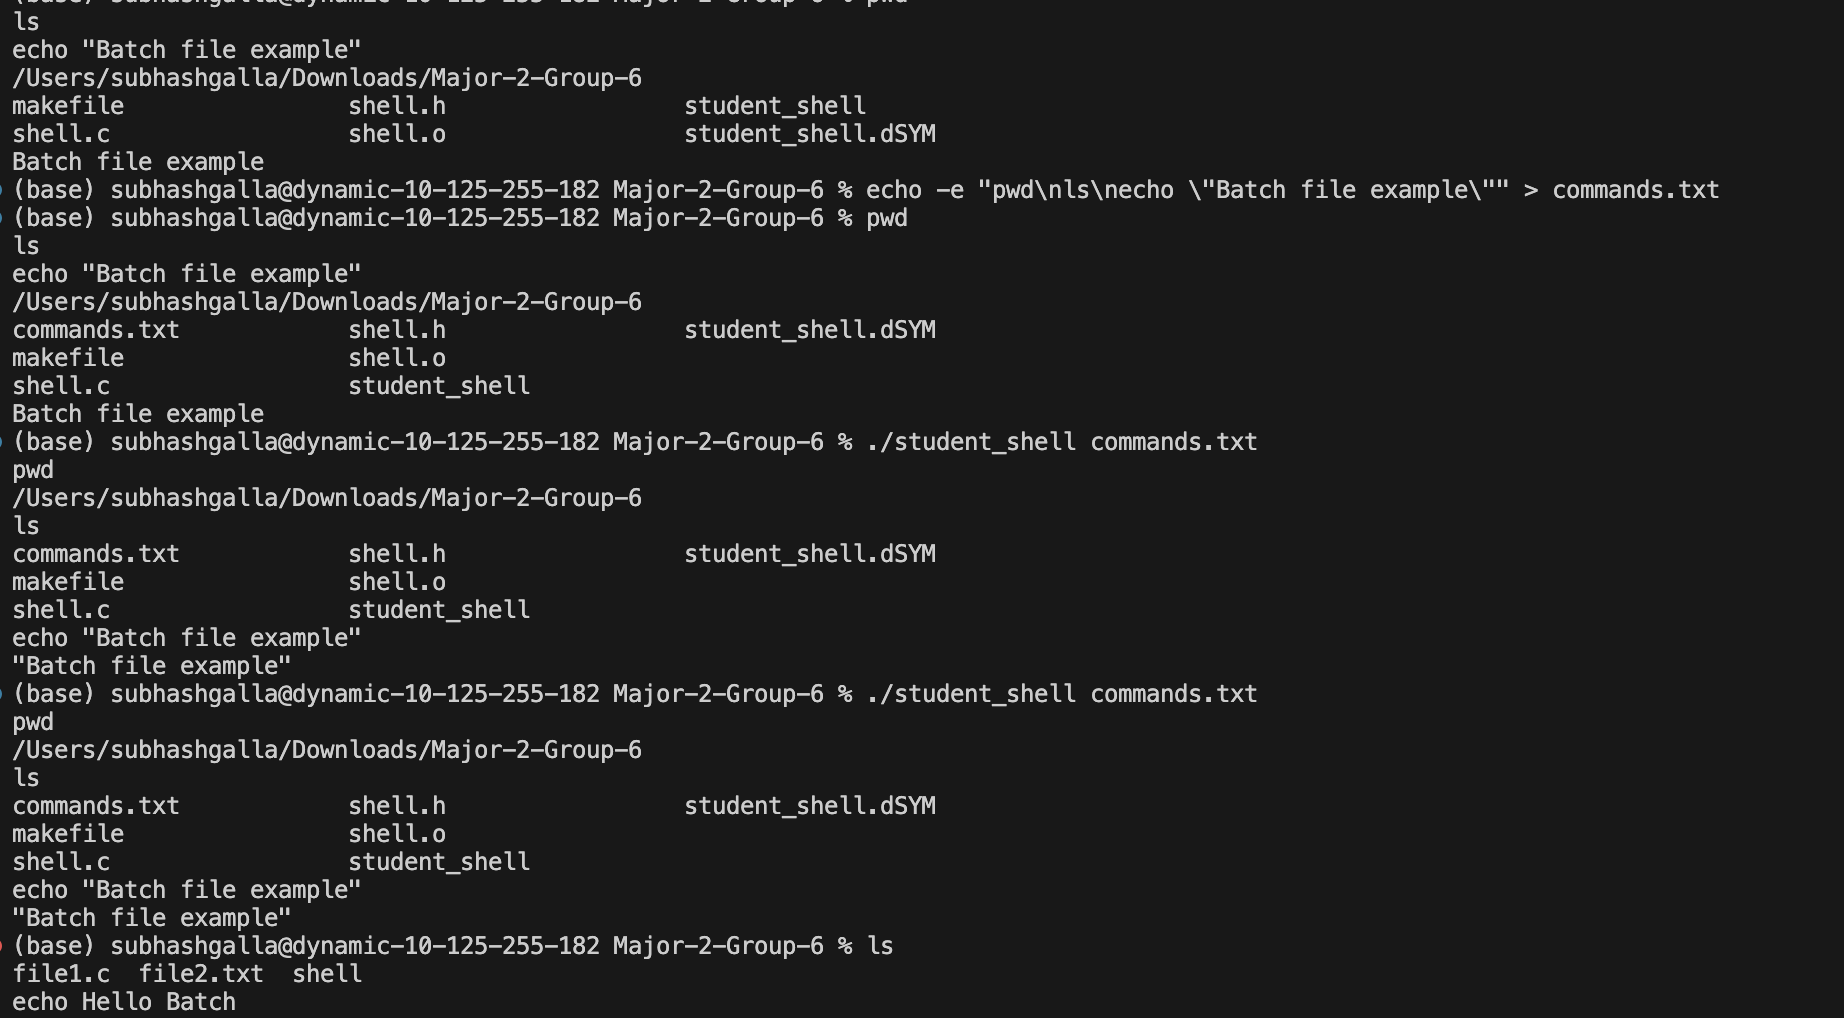 (base) subhashgalla@dynamic-10-125-255-182 Major-2-Group-6 % pwd
ls
echo "Batch file example"
/Users/subhashgalla/Downloads/Major-2-Group-6
makefile shell.h student_shell
shell.c shell.o student_shell.dSYM
Batch file example
(base) subhashgalla@dynamic-10-125-255-182 Major-2-Group-6 % echo -e "pwd\nls\necho \"Batch file example\"" > commands.txt
(base) subhashgalla@dynamic-10-125-255-182 Major-2-Group-6 % pwd
ls
echo "Batch file example"
/Users/subhashgalla/Downloads/Major-2-Group-6
commands.txt shell.h student_shell.dSYM
makefile shell.o
shell.c student_shell
Batch file example
(base) subhashgalla@dynamic-10-125-255-182 Major-2-Group-6 % ./student_shell commands.txt
pwd
/Users/subhashgalla/Downloads/Major-2-Group-6
ls
commands.txt shell.h student_shell.dSYM
makefile shell.o
shell.c student_shell
echo "Batch file example"
"Batch file example"
(base) subhashgalla@dynamic-10-125-255-182 Major-2-Group-6 % ./student_shell commands.txt
pwd
/Users/subhashgalla/Downloads/Major-2-Group-6
ls
commands.txt shell.h student_shell.dSYM
makefile shell.o
shell.c student_shell
echo "Batch file example"
"Batch file example"
(base) subhashgalla@dynamic-10-125-255-182 Major-2-Group-6 % ls
file1.c file2.txt shell
echo Hello Batch